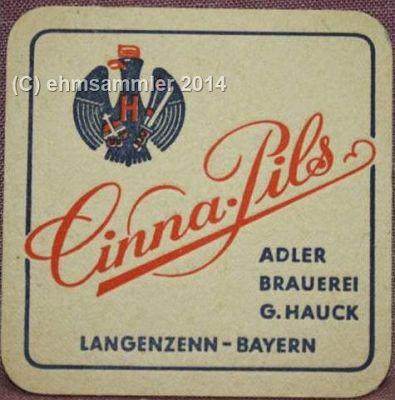 (C) ehmsammler 2014
H
Cinna-Pils
ADLER
BRAUEREI
G. HAUCK
LANGENZENN - BAYERN